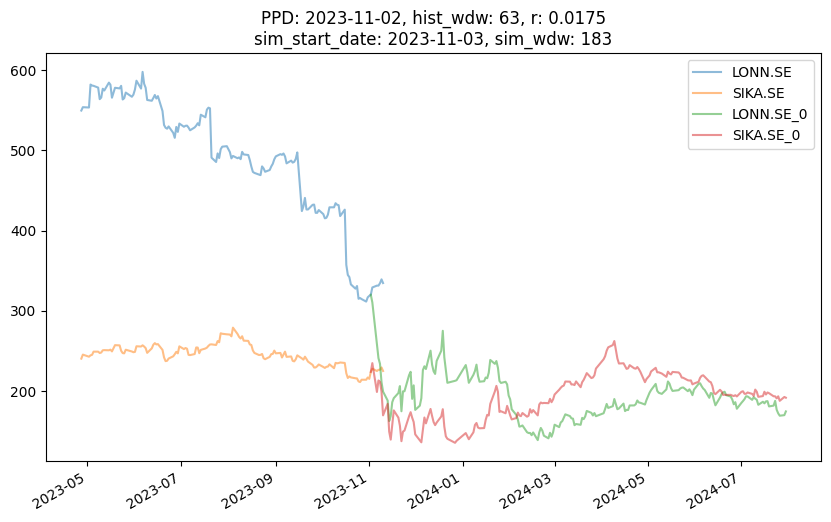 PPD: 2023-11-02, hist_wdw: 63, r: 0.0175
sim_start_date: 2023-11-03, sim_wdw: 183
LONN.SE
SIKA.SE
LONN.SE_0
SIKA.SE_0
600
500
400
300
200
2023-05
2023-07
2023-09
2023-11
2024-01
2024-03
2024-05
2024-07